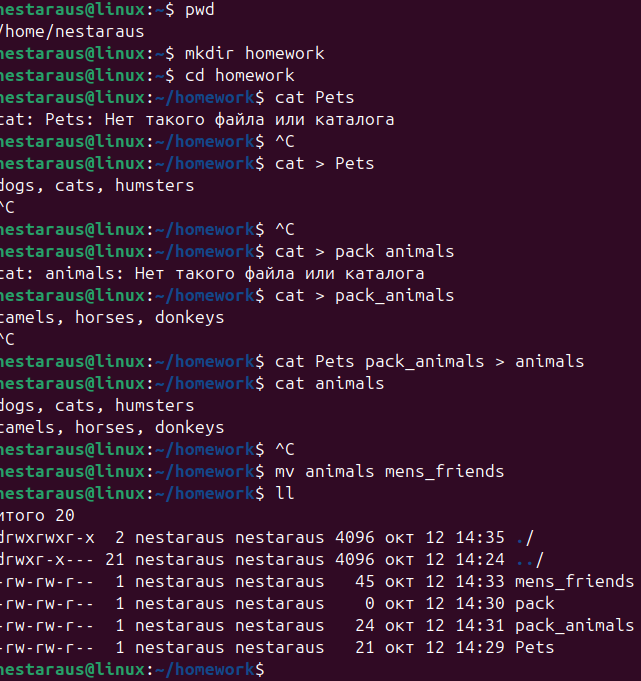 nestaraus@linux:~$ pwd
/home/nestaraus
nestaraus@linux:~$ mkdir homework
nestaraus@linux:~$ cd homework
nestaraus@linux:~/homework$ cat Pets
cat: Pets: Нет такого файла или каталога
nestaraus@linux:~/homework$ ^C
nestaraus@linux:~/homework$ cat > Pets
dogs, cats, humsters
^C
nestaraus@linux:~/homework$ ^C
nestaraus@linux:~/homework$ cat > pack animals
cat: animals: Нет такого файла или каталога
nestaraus@linux:~/homework$ cat > pack_animals
camels, horses, donkeys
^C
nestaraus@linux:~/homework$ cat Pets pack_animals > animals
nestaraus@linux:~/homework$ cat animals
dogs, cats, humsters
camels, horses, donkeys
nestaraus@linux:~/homework$ ^C
nestaraus@linux:~/homework$ mv animals mens_friends
nestaraus@linux:~/homework$ ll
итого 20
drwxrwxr-x  2 nestaraus nestaraus 4096 окт 12 14:35 ./
drwxr-x--- 21 nestaraus nestaraus 4096 окт 12 14:24 ../
-rw-rw-r--  1 nestaraus nestaraus   45 окт 12 14:33 mens_friends
-rw-rw-r--  1 nestaraus nestaraus    0 окт 12 14:30 pack
-rw-rw-r--  1 nestaraus nestaraus   24 окт 12 14:31 pack_animals
-rw-rw-r--  1 nestaraus nestaraus   21 окт 12 14:29 Pets
nestaraus@linux:~/homework$